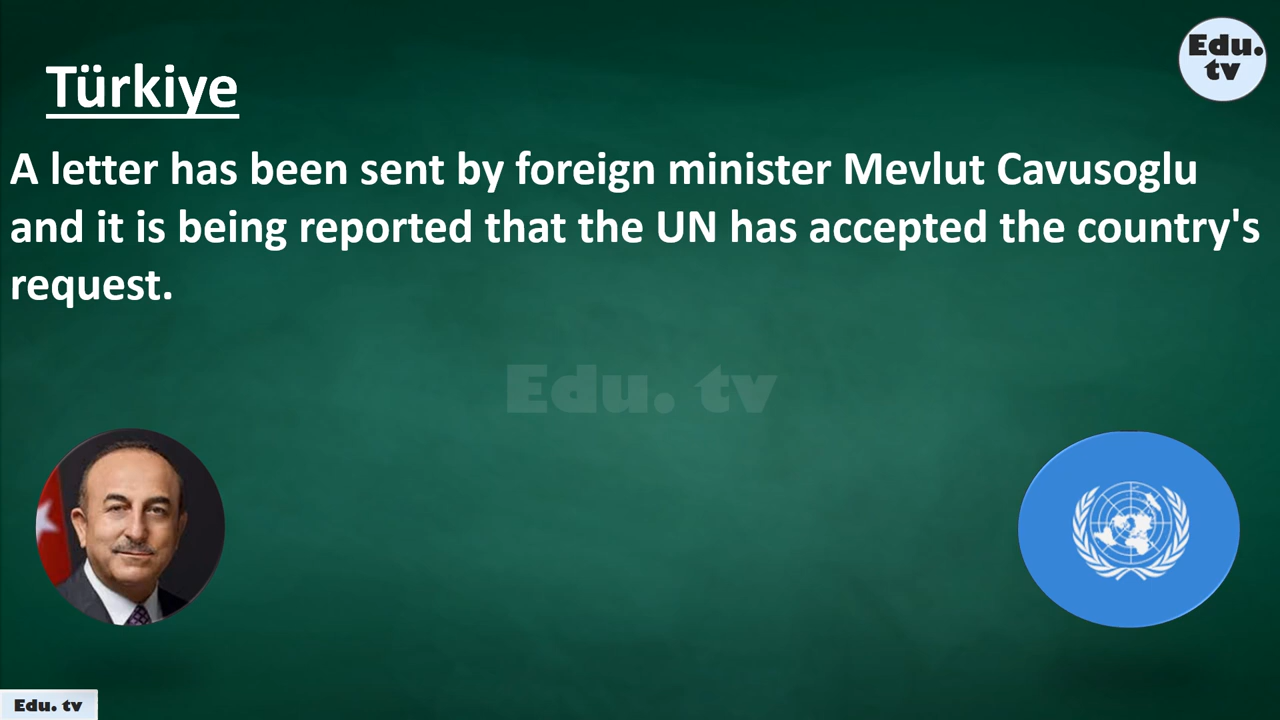 Edu.
tv
Türkiye
A letter has been sent by foreign minister Mevlut Cavusoglu
and it is being reported that the UN has accepted the country's
request.
Edu. tv
Edu. tv